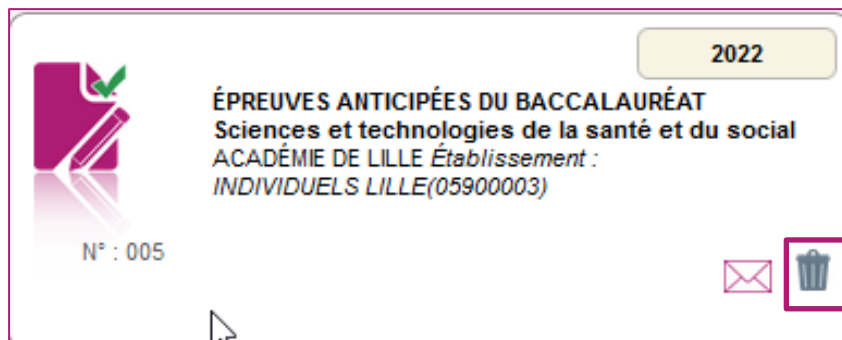 2022
ÉPREUVES ANTICIPÉES DU BACCALAURÉAT
Sciences et technologies de la santé et du social
ACADÉMIE DE LILLE Établissement :
INDIVIDUELS LILLE(05900003)
N° : 005